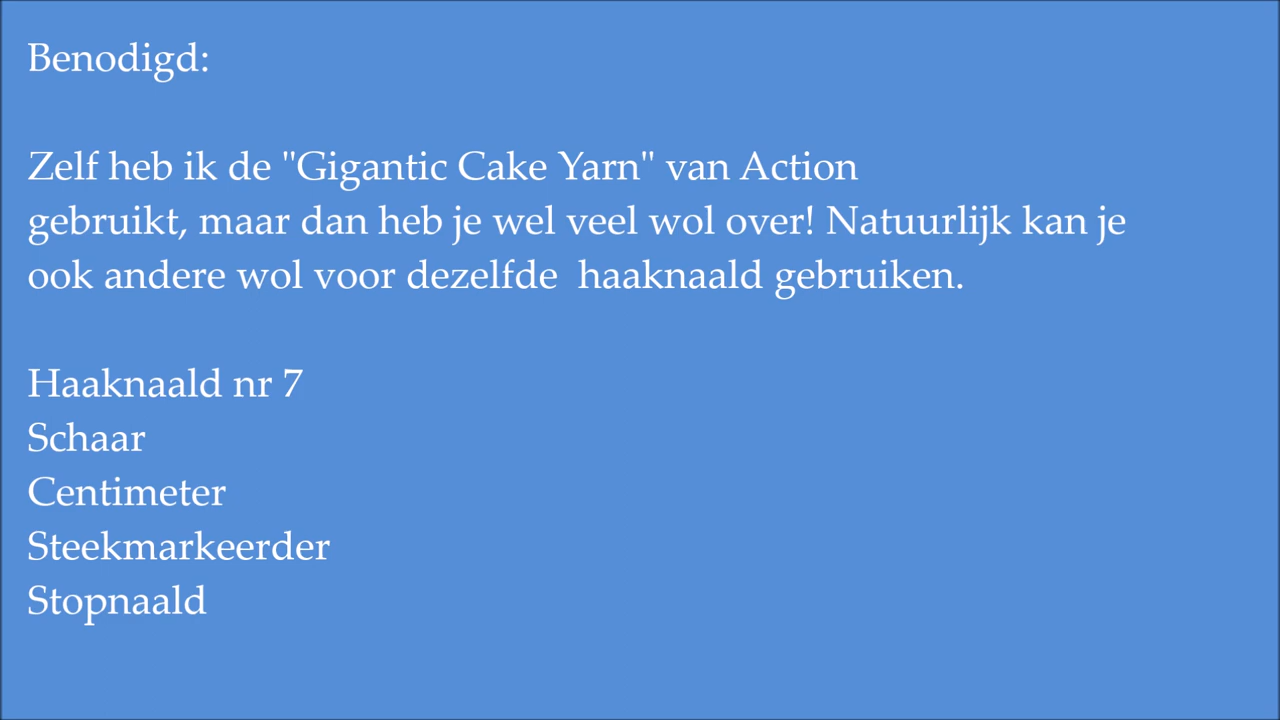 Benodigd:
Zelf heb ik de "Gigantic Cake Yarn" van Action
gebruikt, maar dan heb je wel veel wol over! Natuurlijk kan je
ook andere wol voor dezelfde  haaknaald gebruiken.
Haaknaald nr 7
Schaar
Centimeter
Steekmarkeerder
Stopnaald